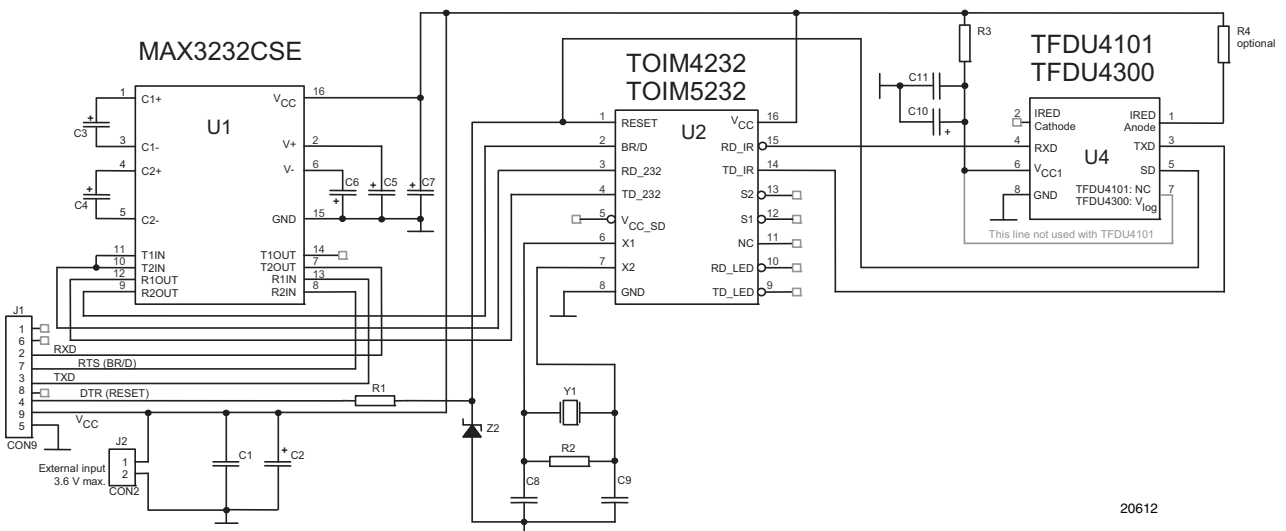 MAX3232CSE
TOIM4232
TOIM5232
TFDU4101
TFDU4300
R3
R4
optional
C11
C10
+
U1
1 C1+
3 C1-
4 C2+
5 C2-
11 T1IN
10 T2IN
12 R1OUT
9 R2OUT
VCC 16
V+ 2
V- 6
GND 15
T1OUT 14
T2OUT 7
R1IN 13
R2IN 8
+
C3
+
C4
C6
+
+
C5
+
C7
U2
1 RESET
2 BR/D
3 RD_232
4 TD_232
5 VCC_SD
6 X1
7 X2
8 GND
VCC 16
RD_IR 15
TD_IR 14
S2 13
S1 12
NC 11
RD_LED 10
TD_LED 9
U4
2 IRED
Cathode
4 RXD
6 VCC1
8 GND
IRED
Anode 1
TXD 3
SD 5
TFDU4101: NC
TFDU4300: Vlog 7
This line not used with TFDU4101
J1
1
6
2 RXD
7 RTS (BR/D)
3 TXD
8
4 DTR (RESET)
9 VCC
5
CON9
R1
Z2
Y1
R2
C8
C9
J2
1
2
CON2
External input
3.6 V max.
C1
+
C2
20612